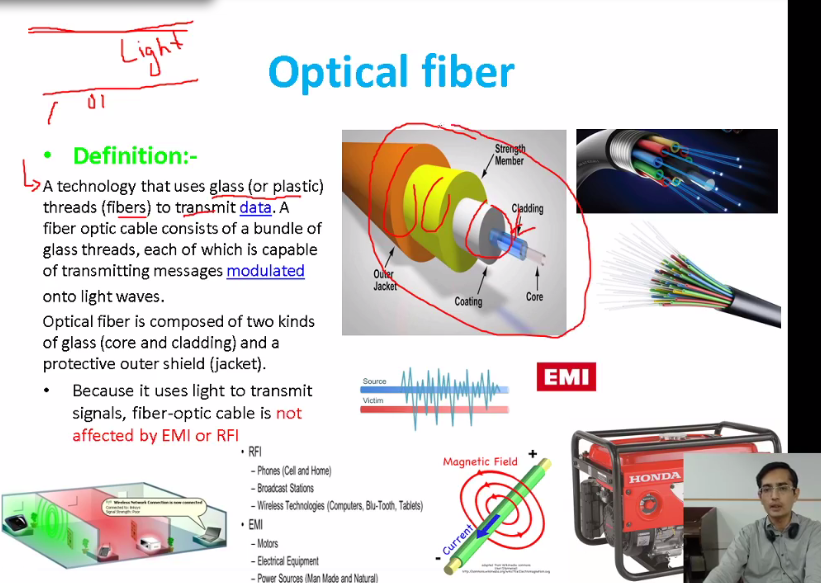 Light
01
Optical fiber
• Definition:-
A technology that uses glass (or plastic)
threads (fibers) to transmit data. A
fiber optic cable consists of a bundle of
glass threads, each of which is capable
of transmitting messages modulated
onto light waves.
Optical fiber is composed of two kinds
of glass (core and cladding) and a
protective outer shield (jacket).
• Because it uses light to transmit
signals, fiber-optic cable is not
affected by EMI or RFI
Strength
Member
Cladding
Outer
Jacket
Coating
Core
Source
Victim
EMI
• RFI
– Phones (Cell and Home)
– Broadcast Stations
– Wireless Technologies (Computers, Blu-Tooth, Tablets)
• EMI
– Motors
– Electrical Equipment
– Power Sources (Man Made and Natural)
Wireless Network Connection is now connected
Signal Strength: Poor
Magnetic Field
+
Current
-
HONDA